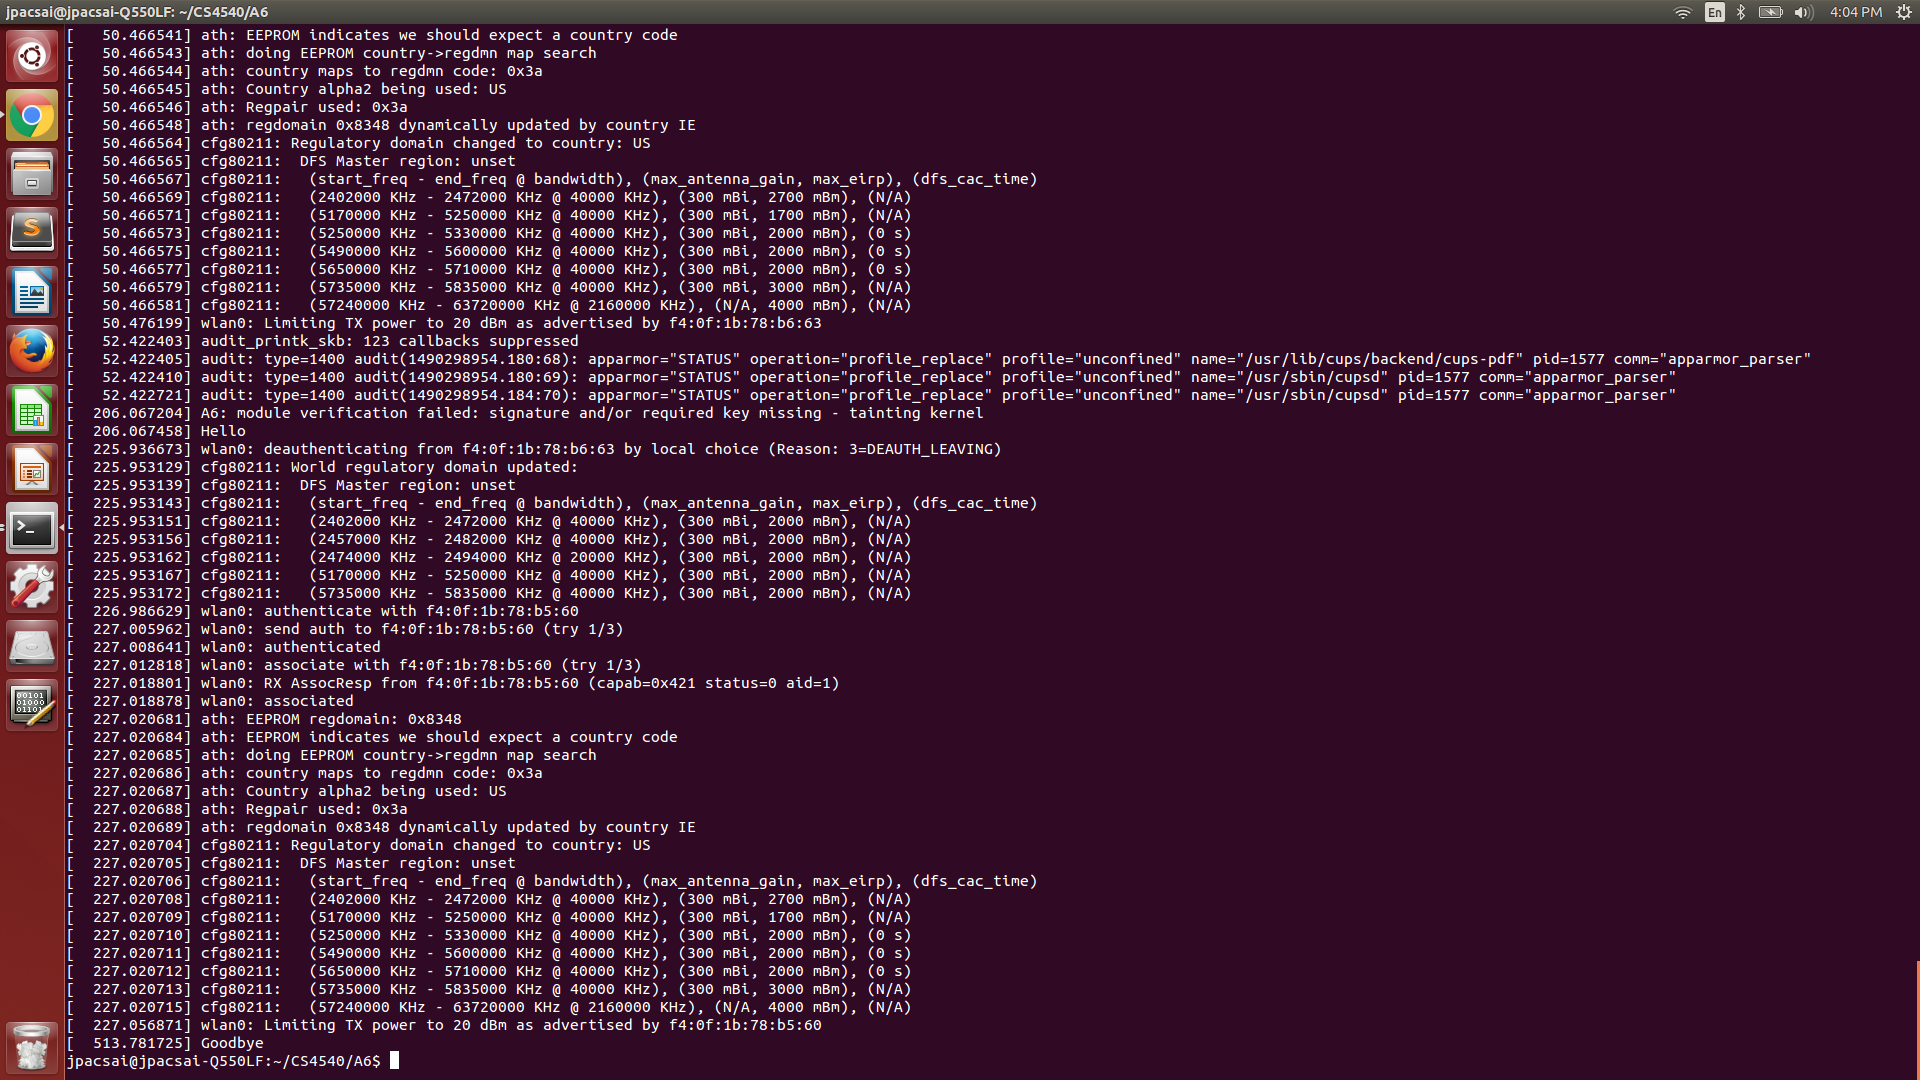 jpacsai@jpacsai-Q550LF: ~/CS4540/A6
En
4:04 PM
[   50.466541] ath: EEPROM indicates we should expect a country code
[   50.466543] ath: doing EEPROM country->regdmn map search
[   50.466544] ath: country maps to regdmn code: 0x3a
[   50.466545] ath: Country alpha2 being used: US
[   50.466546] ath: Regpair used: 0x3a
[   50.466548] ath: regdomain 0x8348 dynamically updated by country IE
[   50.466564] cfg80211: Regulatory domain changed to country: US
[   50.466565] cfg80211:  DFS Master region: unset
[   50.466567] cfg80211:   (start_freq - end_freq @ bandwidth), (max_antenna_gain, max_eirp), (dfs_cac_time)
[   50.466569] cfg80211:   (2402000 KHz - 2472000 KHz @ 40000 KHz), (300 mBi, 2700 mBm), (N/A)
[   50.466571] cfg80211:   (5170000 KHz - 5250000 KHz @ 40000 KHz), (300 mBi, 1700 mBm), (N/A)
[   50.466573] cfg80211:   (5250000 KHz - 5330000 KHz @ 40000 KHz), (300 mBi, 2000 mBm), (0 s)
[   50.466575] cfg80211:   (5490000 KHz - 5600000 KHz @ 40000 KHz), (300 mBi, 2000 mBm), (0 s)
[   50.466577] cfg80211:   (5650000 KHz - 5710000 KHz @ 40000 KHz), (300 mBi, 2000 mBm), (0 s)
[   50.466579] cfg80211:   (5735000 KHz - 5835000 KHz @ 40000 KHz), (300 mBi, 3000 mBm), (N/A)
[   50.466581] cfg80211:   (57240000 KHz - 63720000 KHz @ 2160000 KHz), (N/A, 4000 mBm), (N/A)
[   50.476199] wlan0: Limiting TX power to 20 dBm as advertised by f4:0f:1b:78:b6:63
[   52.422403] audit_printk_skb: 123 callbacks suppressed
[   52.422405] audit: type=1400 audit(1490298954.180:68): apparmor="STATUS" operation="profile_replace" profile="unconfined" name="/usr/lib/cups/backend/cups-pdf" pid=1577 comm="apparmor_parser"
[   52.422410] audit: type=1400 audit(1490298954.180:69): apparmor="STATUS" operation="profile_replace" profile="unconfined" name="/usr/sbin/cupsd" pid=1577 comm="apparmor_parser"
[   52.422721] audit: type=1400 audit(1490298954.184:70): apparmor="STATUS" operation="profile_replace" profile="unconfined" name="/usr/sbin/cupsd" pid=1577 comm="apparmor_parser"
[  206.067204] A6: module verification failed: signature and/or required key missing - tainting kernel
[  206.067458] Hello
[  225.936673] wlan0: deauthenticating from f4:0f:1b:78:b6:63 by local choice (Reason: 3=DEAUTH_LEAVING)
[  225.953129] cfg80211: World regulatory domain updated:
[  225.953139] cfg80211:  DFS Master region: unset
[  225.953143] cfg80211:   (start_freq - end_freq @ bandwidth), (max_antenna_gain, max_eirp), (dfs_cac_time)
[  225.953151] cfg80211:   (2402000 KHz - 2472000 KHz @ 40000 KHz), (300 mBi, 2000 mBm), (N/A)
[  225.953156] cfg80211:   (2457000 KHz - 2482000 KHz @ 40000 KHz), (300 mBi, 2000 mBm), (N/A)
[  225.953162] cfg80211:   (2474000 KHz - 2494000 KHz @ 20000 KHz), (300 mBi, 2000 mBm), (N/A)
[  225.953167] cfg80211:   (5170000 KHz - 5250000 KHz @ 40000 KHz), (300 mBi, 2000 mBm), (N/A)
[  225.953172] cfg80211:   (5735000 KHz - 5835000 KHz @ 40000 KHz), (300 mBi, 2000 mBm), (N/A)
[  226.986629] wlan0: authenticate with f4:0f:1b:78:b5:60
[  227.005962] wlan0: send auth to f4:0f:1b:78:b5:60 (try 1/3)
[  227.008641] wlan0: authenticated
[  227.012818] wlan0: associate with f4:0f:1b:78:b5:60 (try 1/3)
[  227.018801] wlan0: RX AssocResp from f4:0f:1b:78:b5:60 (capab=0x421 status=0 aid=1)
[  227.018878] wlan0: associated
[  227.020681] ath: EEPROM regdomain: 0x8348
[  227.020684] ath: EEPROM indicates we should expect a country code
[  227.020685] ath: doing EEPROM country->regdmn map search
[  227.020686] ath: country maps to regdmn code: 0x3a
[  227.020687] ath: Country alpha2 being used: US
[  227.020688] ath: Regpair used: 0x3a
[  227.020689] ath: regdomain 0x8348 dynamically updated by country IE
[  227.020704] cfg80211: Regulatory domain changed to country: US
[  227.020705] cfg80211:  DFS Master region: unset
[  227.020706] cfg80211:   (start_freq - end_freq @ bandwidth), (max_antenna_gain, max_eirp), (dfs_cac_time)
[  227.020708] cfg80211:   (2402000 KHz - 2472000 KHz @ 40000 KHz), (300 mBi, 2700 mBm), (N/A)
[  227.020709] cfg80211:   (5170000 KHz - 5250000 KHz @ 40000 KHz), (300 mBi, 1700 mBm), (N/A)
[  227.020710] cfg80211:   (5250000 KHz - 5330000 KHz @ 40000 KHz), (300 mBi, 2000 mBm), (0 s)
[  227.020711] cfg80211:   (5490000 KHz - 5600000 KHz @ 40000 KHz), (300 mBi, 2000 mBm), (0 s)
[  227.020712] cfg80211:   (5650000 KHz - 5710000 KHz @ 40000 KHz), (300 mBi, 2000 mBm), (0 s)
[  227.020713] cfg80211:   (5735000 KHz - 5835000 KHz @ 40000 KHz), (300 mBi, 3000 mBm), (N/A)
[  227.020715] cfg80211:   (57240000 KHz - 63720000 KHz @ 2160000 KHz), (N/A, 4000 mBm), (N/A)
[  227.056871] wlan0: Limiting TX power to 20 dBm as advertised by f4:0f:1b:78:b5:60
[  513.781725] Goodbye
jpacsai@jpacsai-Q550LF:~/CS4540/A6$